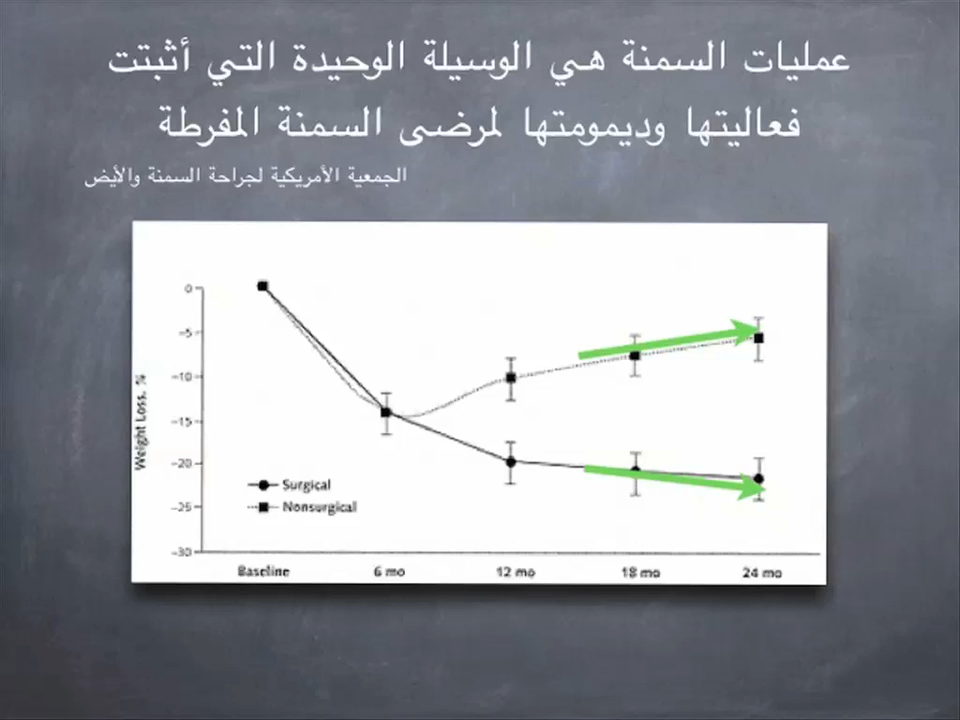 عمليات السمنة هي الوسيلة الوحيدة التي أثبتت
فعاليتها وديمومتها لمرضى السمنة المفرطة
الجمعية الأمريكية لجراحة السمنة والأيض
Weight Loss, %
0
-5
-10
-15
-20
-25
-30
Surgical
Nonsurgical
Baseline 6 mo 12 mo 18 mo 24 mo